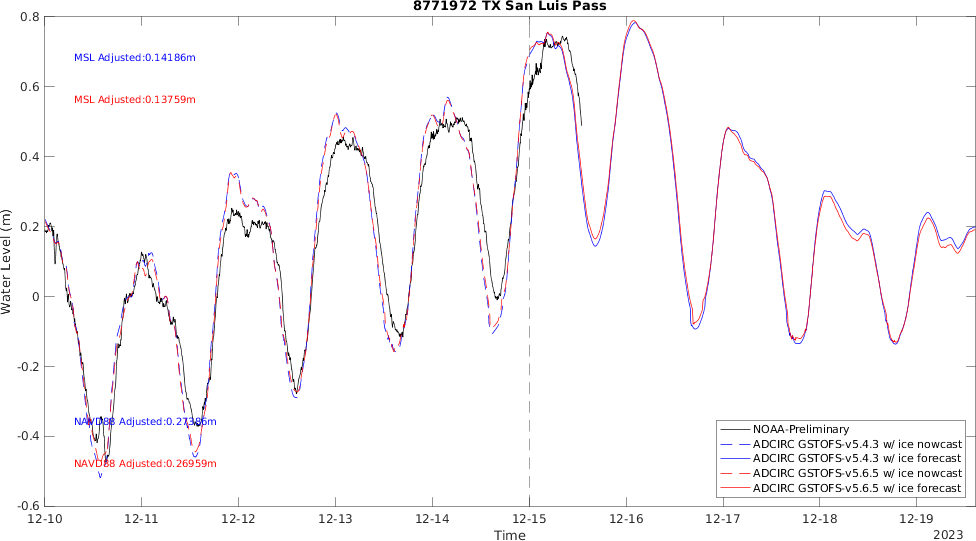 8771972 TX San Luis Pass
0.8
0.6
0.4
0.2
0
-0.2
-0.4
-0.6
Water Level (m)
MSL Adjusted:0.14186m
MSL Adjusted:0.13759m
NAVD88 Adjusted:0.27386m
NAVD88 Adjusted:0.26959m
NOAA-Preliminary
ADCIRC GSTOFS-v5.4.3 w/ ice nowcast
ADCIRC GSTOFS-v5.4.3 w/ ice forecast
ADCIRC GSTOFS-v5.6.5 w/ ice nowcast
ADCIRC GSTOFS-v5.6.5 w/ ice forecast
12-10 12-11 12-12 12-13 12-14 12-15 12-16 12-17 12-18 12-19
Time
2023